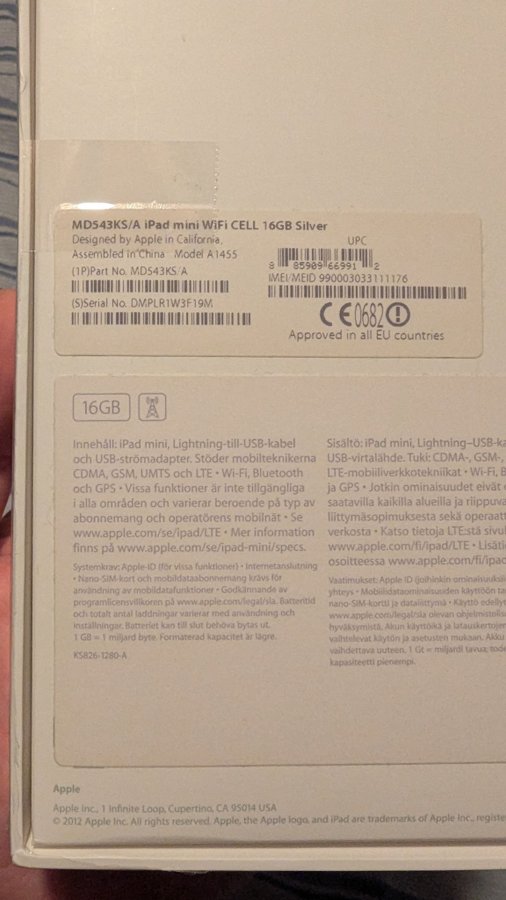 MD543KS/A iPad mini WiFi CELL 16GB Silver
Designed by Apple in California,
Assembled in China Model A1455
(1P)Part No. MD543KS/A
(S)Serial No. DMPLR1W3F19M
UPC
8 85909 66991 2
IMEI/MEID 990003033111176
CE0682
Approved in all EU countries
16GB
Innehåll: iPad mini, Lightning-till-USB-kabel
och USB-strömadapter. Stöder mobilteknikerna
CDMA, GSM, UMTS och LTE • Wi-Fi, Bluetooth
och GPS • Vissa funktioner är inte tillgängliga
i alla områden och varierar beroende på typ av
abonnemang och operatörens mobilnät • Se
www.apple.com/se/ipad/LTE • Mer information
finns på www.apple.com/se/ipad-mini/specs.
Systemkrav: Apple-ID (för vissa funktioner) • Internetanslutning
• Nano-SIM-kort och mobildataabonnemang krävs för
användning av mobildatafunktioner • Godkännande av
programlicensvillkoren på www.apple.com/legal/sla. Batteritid
och totalt antal laddningar varierar med användning och
inställningar. Batteriet kan till slut behöva bytas ut.
1 GB = 1 miljard byte. Formaterad kapacitet är lägre.
KS826-1280-A
Sisältö: iPad mini, Lightning–USB-ka
USB-virtalähde. Tuki: CDMA-, GSM-,
LTE-mobiiliverkkotekniikat • Wi-Fi, B
ja GPS • Jotkin ominaisuudet eivät
saatavilla kaikilla alueilla ja riippuva
liittymäsopimuksesta sekä operaatt
verkosta • Katso tietoja LTE:stä sivul
www.apple.com/fi/ipad/LTE • Lisäti
osoitteessa www.apple.com/fi/ipad
Vaatimukset: Apple ID (joihinkin ominaisuuksii
yhteys • Mobiilidataominaisuuden käyttöön ta
nano-SIM-kortti ja dataliittymä • Käyttö edellyt
www.apple.com/legal/sla olevan ohjelmistolis
hyväksymistä. Akun käyttöikä ja latauskertojen
vaihtelevat käytön ja asetusten mukaan. Akku
vaihdettava uuteen. 1 Gt = miljardi tavua; tode
kapasiteetti pienempi.
Apple
Apple Inc., 1 Infinite Loop, Cupertino, CA 95014 USA
© 2012 Apple Inc. All rights reserved. Apple, the Apple logo, and iPad are trademarks of Apple Inc., registe